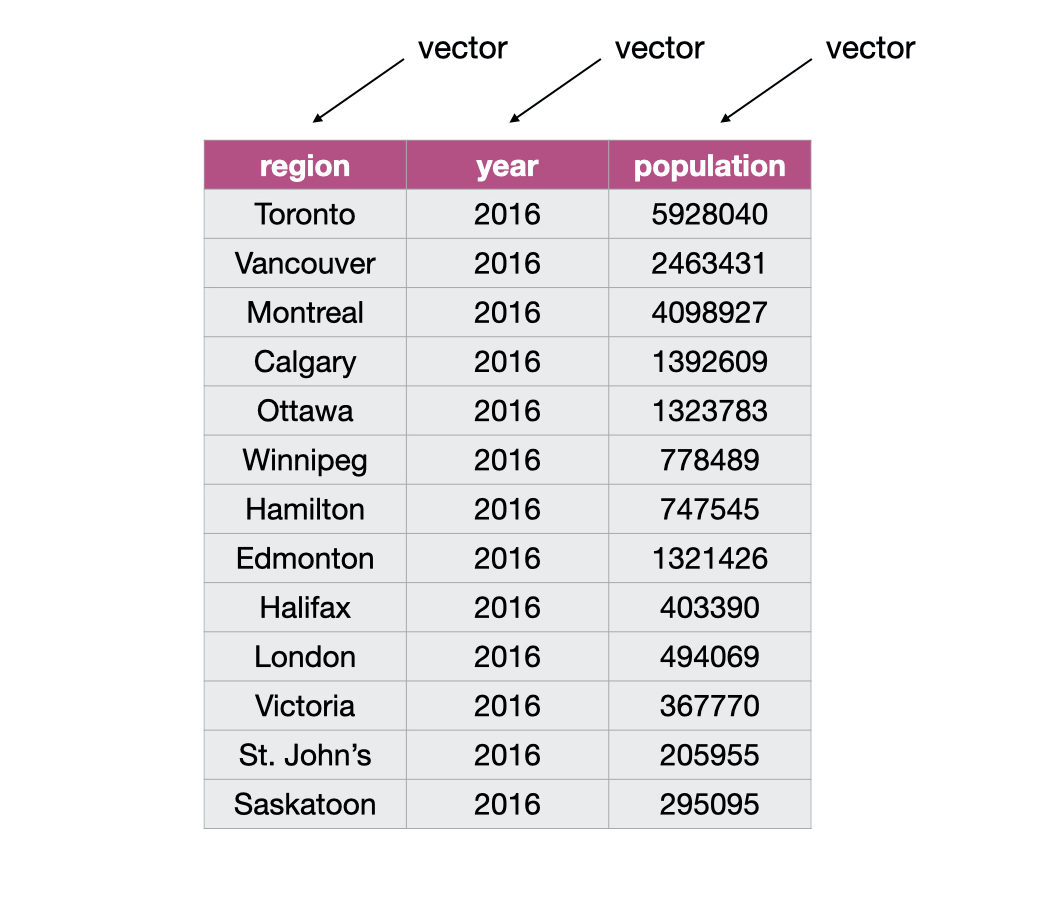 vector vector vector
region year population
Toronto 2016 5928040
Vancouver 2016 2463431
Montreal 2016 4098927
Calgary 2016 1392609
Ottawa 2016 1323783
Winnipeg 2016 778489
Hamilton 2016 747545
Edmonton 2016 1321426
Halifax 2016 403390
London 2016 494069
Victoria 2016 367770
St. John’s 2016 205955
Saskatoon 2016 295095